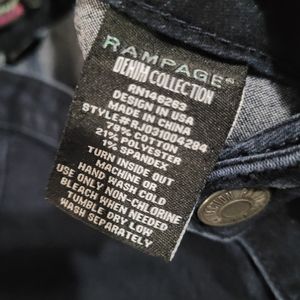 RAMPAGE®
DENIM COLLECTION
RN146263
DESIGN IN USA
MADE IN CHINA
78% COTTON
21% POLYESTER
1% SPANDEX
TURN INSIDE OUT
MACHINE OR
HAND WASH COLD
USE ONLY NON-CHLORINE
BLEACH WHEN NEEDED
TUMBLE DRY LOW
WASH SEPARATELY